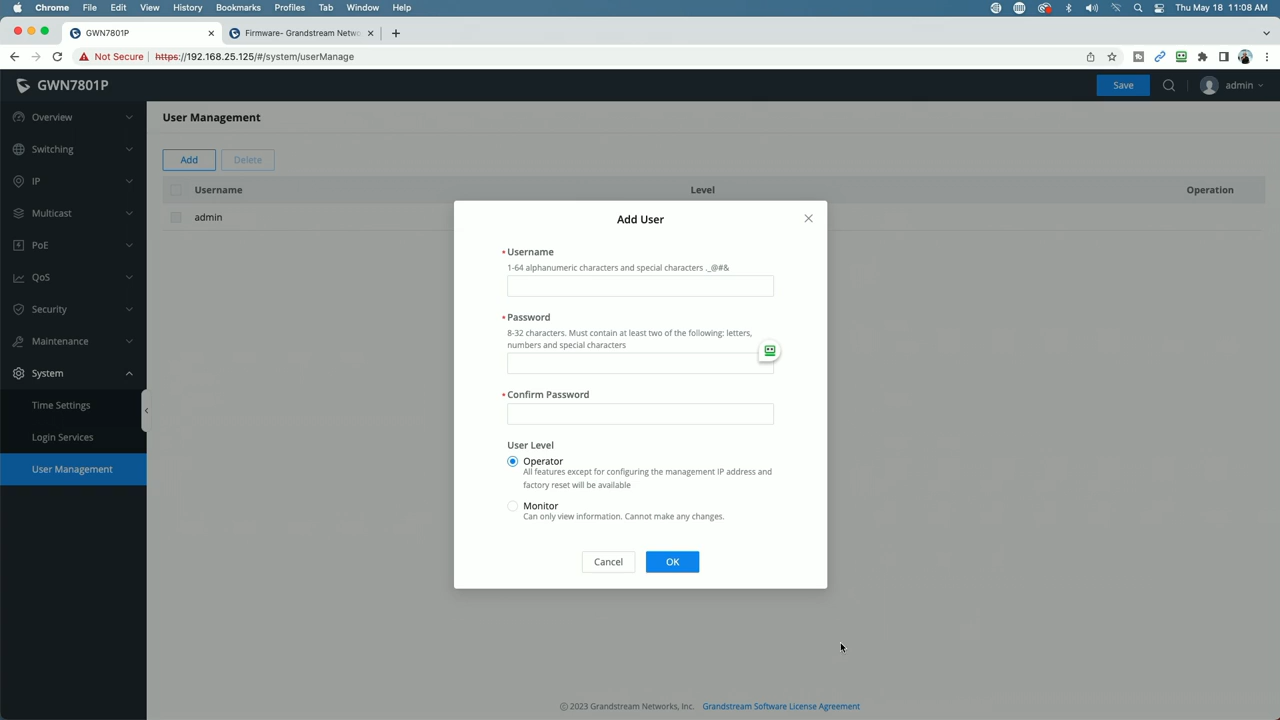 Chrome File Edit View History Bookmarks Profiles Tab Window Help Thu May 18 11:08 AM
GWN7801P
Firmware- Grandstream Netwo
Not Secure https://192.168.25.125/#/system/userManage
GWN7801P
Save
admin
Overview
Switching
IP
Multicast
PoE
QoS
Security
Maintenance
System
Time Settings
Login Services
User Management
User Management
Add Delete
Username Level Operation
admin
Add User
* Username
1-64 alphanumeric characters and special characters ._@#&
* Password
8-32 characters. Must contain at least two of the following: letters,
numbers and special characters
* Confirm Password
User Level
Operator
All features except for configuring the management IP address and
factory reset will be available
Monitor
Can only view information. Cannot make any changes.
Cancel OK
© 2023 Grandstream Networks, Inc. Grandstream Software License Agreement